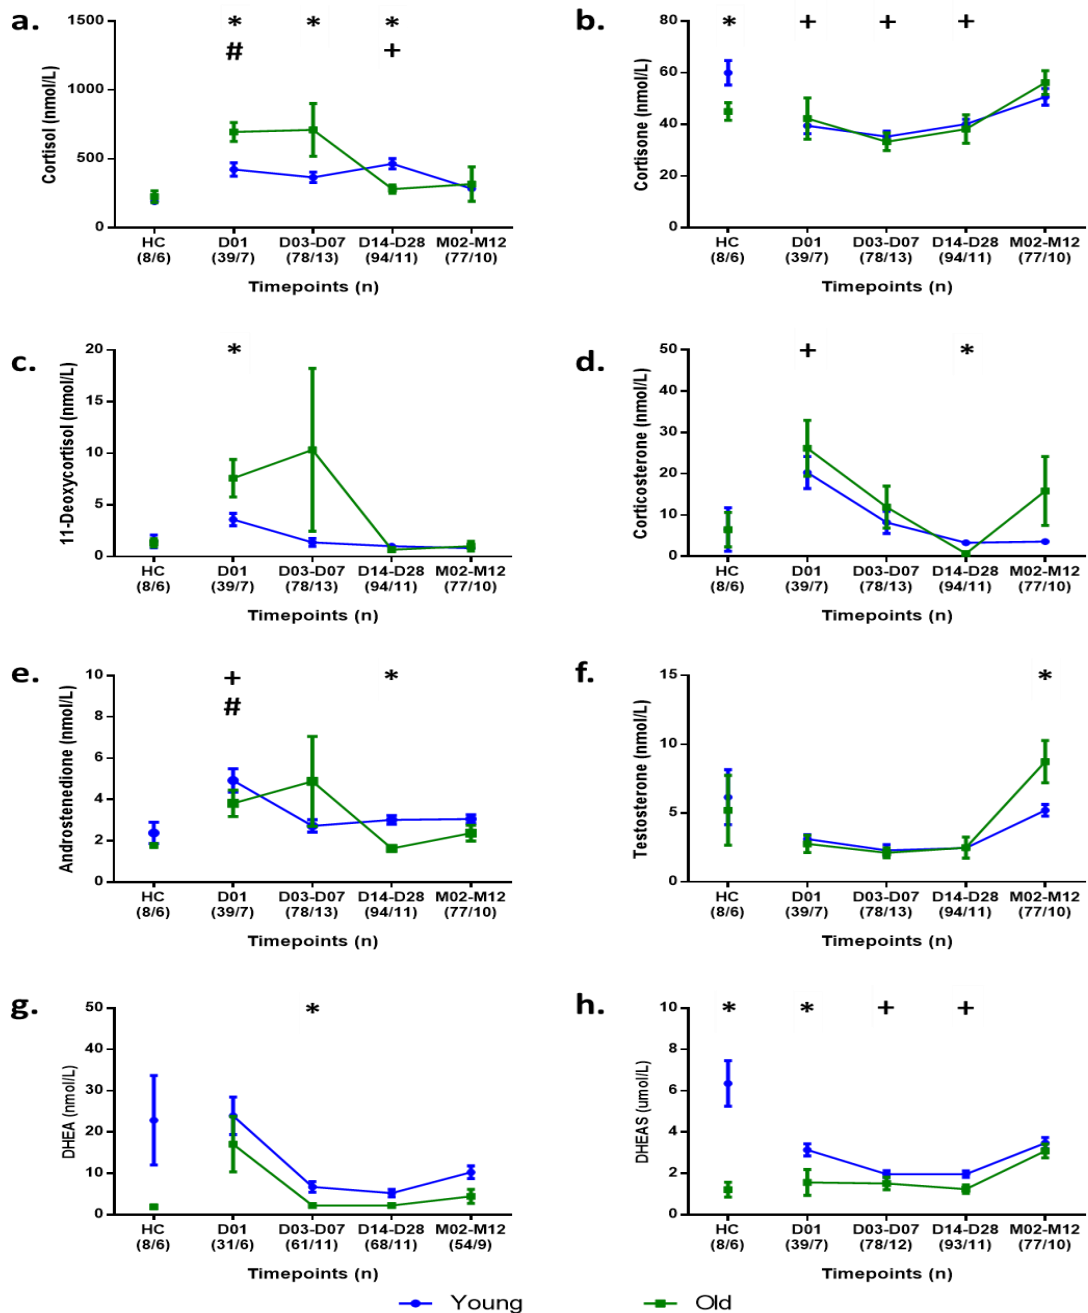 a.
* * *
# +
Cortisol (nmol/L)
1500
1000
500
0
HC D01 D03-D07 D14-D28 M02-M12
(8/6) (39/7) (78/13) (94/11) (77/10)
Timepoints (n)
b.
* + + +
Cortisone (nmol/L)
80
60
40
20
0
HC D01 D03-D07 D14-D28 M02-M12
(8/6) (39/7) (78/13) (94/11) (77/10)
Timepoints (n)
c.
*
11-Deoxycortisol (nmol/L)
20
15
10
5
0
HC D01 D03-D07 D14-D28 M02-M12
(8/6) (39/7) (78/13) (94/11) (77/10)
Timepoints (n)
d.
+ *
Corticosterone (nmol/L)
50
40
30
20
10
0
HC D01 D03-D07 D14-D28 M02-M12
(8/6) (39/7) (78/13) (94/11) (77/10)
Timepoints (n)
e.
+ *
#
Androstenedione (nmol/L)
10
8
6
4
2
0
HC D01 D03-D07 D14-D28 M02-M12
(8/6) (39/7) (78/13) (94/11) (77/10)
Timepoints (n)
f.
*
Testosterone (nmol/L)
15
10
5
0
HC D01 D03-D07 D14-D28 M02-M12
(8/6) (39/7) (78/13) (94/11) (77/10)
Timepoints (n)
g.
*
DHEA (nmol/L)
50
40
30
20
10
0
HC D01 D03-D07 D14-D28 M02-M12
(8/6) (31/6) (61/11) (68/11) (54/9)
Timepoints (n)
h.
* * + +
DHEAS (umol/L)
10
8
6
4
2
0
HC D01 D03-D07 D14-D28 M02-M12
(8/6) (39/7) (78/12) (93/11) (77/10)
Timepoints (n)
Young Old